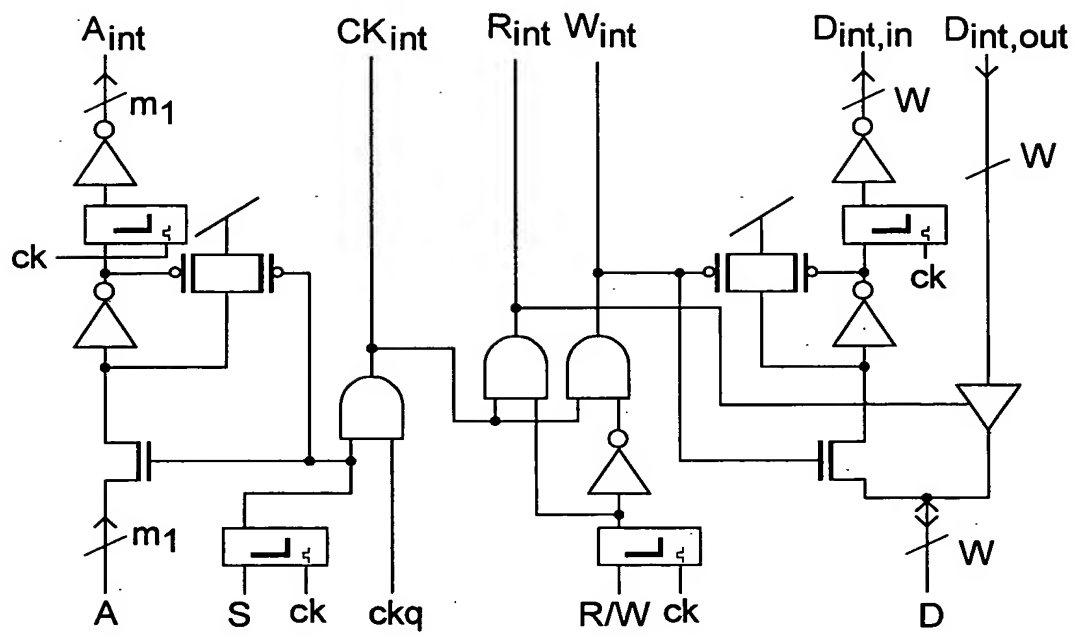 Aint CKint Rint Wint Dint,in Dint,out
m1 W
W
ck ck
m1 W
A S ck ckq R/W ck D